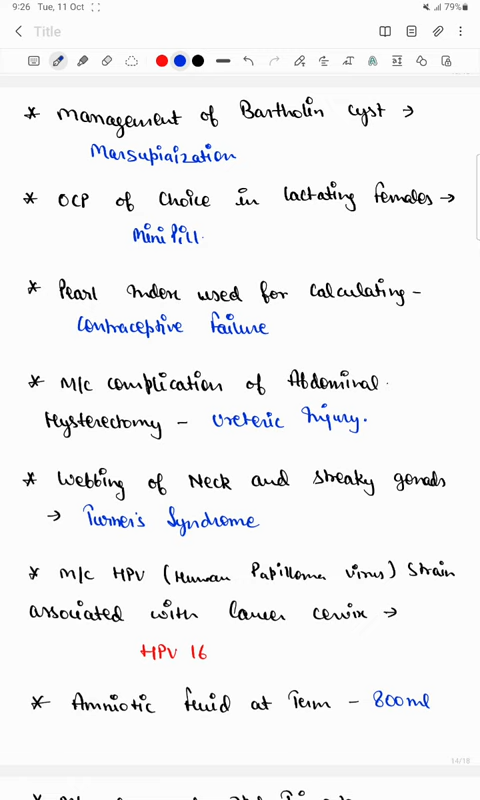 9:26 Tue, 11 Oct
79%
Title
* Management of Bartholin cyst →
Marsupiaization
* OCP of Choice in lactating females →
Mini Pill.
* Pearl Index used for calculating -
Contraceptive Failure
* M/C complication of Abdominal
Hysterectomy - Ureteric Injury.
* Webbing of Neck and streaky gonads
→ Turner's Syndrome
* M/C HPV (Human Papilloma virus) Strain
associated with cancer cervix →
HPV 16
* Amniotic fluid at Term - 800ml
14/18